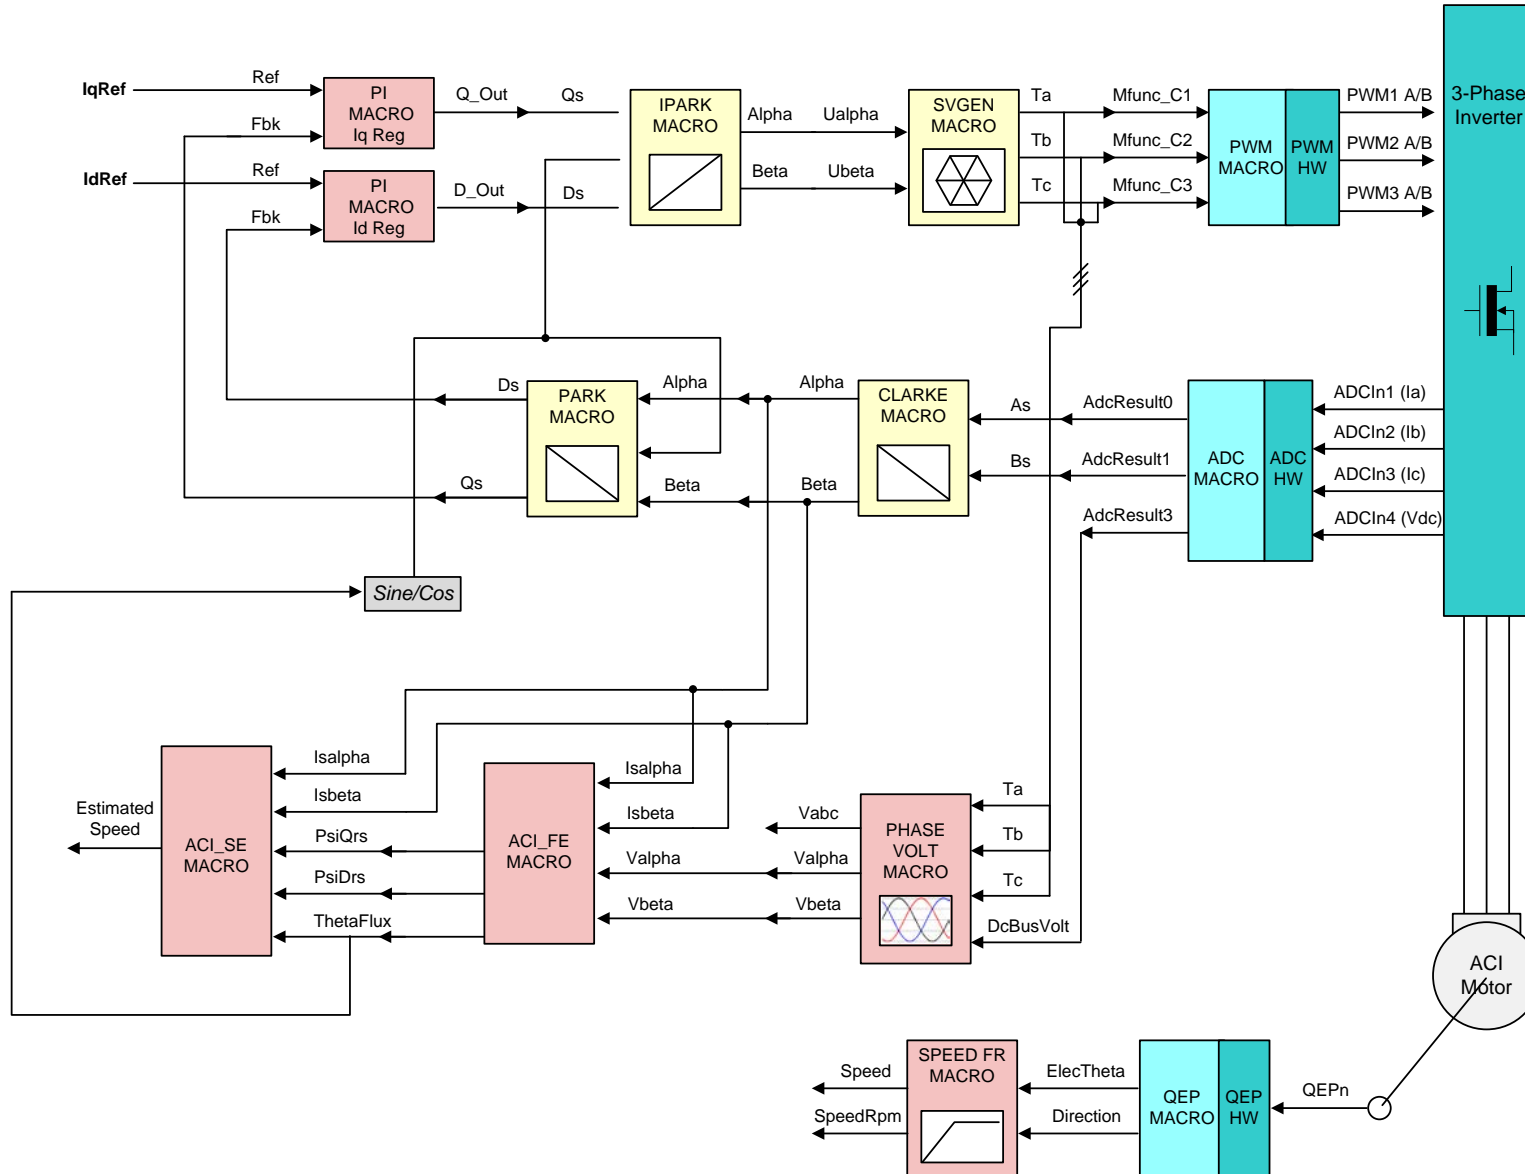 IqRef
Ref
Fbk
PI
MACRO
Iq Reg
Q_Out
Qs
IdRef
Ref
Fbk
PI
MACRO
Id Reg
D_Out
Ds
IPARK
MACRO
Alpha
Ualpha
Beta
Ubeta
SVGEN
MACRO
Ta
Tb
Tc
Mfunc_C1
Mfunc_C2
Mfunc_C3
PWM
MACRO
PWM
HW
PWM1 A/B
PWM2 A/B
PWM3 A/B
3-Phase
Inverter
Ds
Qs
PARK
MACRO
Alpha
Alpha
Beta
Beta
CLARKE
MACRO
As
Bs
AdcResult0
AdcResult1
AdcResult3
ADC
MACRO
ADC
HW
ADCIn1 (Ia)
ADCIn2 (Ib)
ADCIn3 (Ic)
ADCIn4 (Vdc)
Sine/Cos
Estimated
Speed
ACI_SE
MACRO
Isalpha
Isbeta
PsiQrs
PsiDrs
ThetaFlux
ACI_FE
MACRO
Isalpha
Isbeta
Valpha
Vbeta
Vabc
Valpha
Vbeta
PHASE
VOLT
MACRO
Ta
Tb
Tc
DcBusVolt
ACI
Motor
Speed
SpeedRpm
SPEED FR
MACRO
ElecTheta
Direction
QEP
MACRO
QEP
HW
QEPn